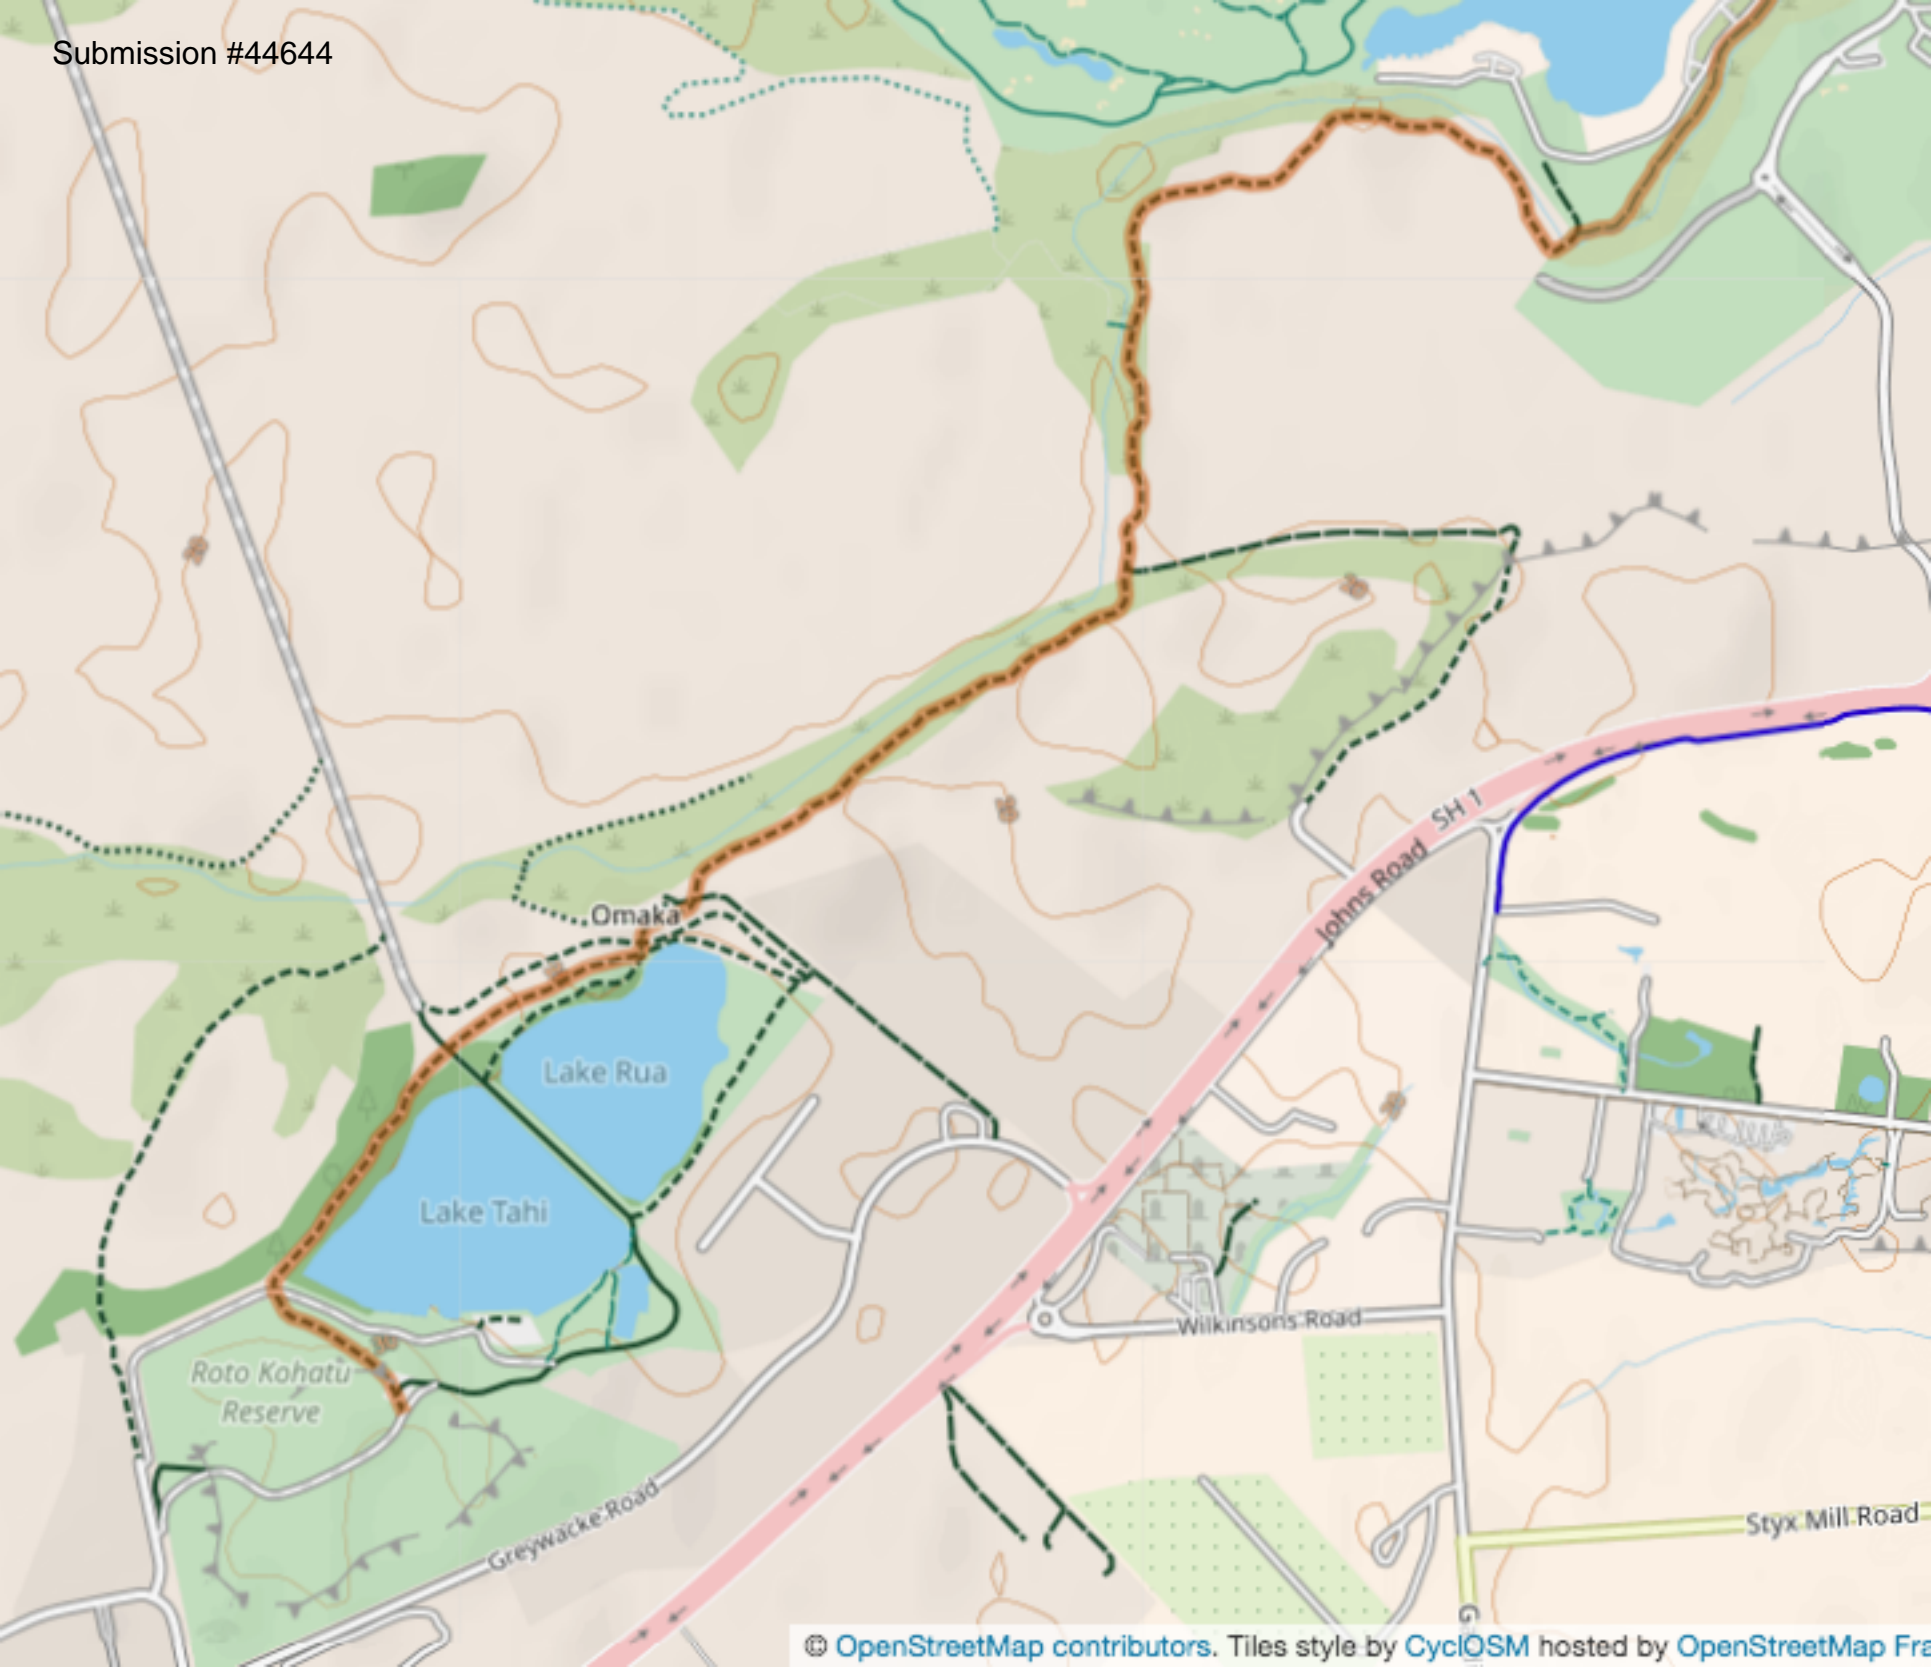 Submission #44644
SH 1
Johns Road
Omaka
Lake Rua
Lake Tahi
Wilkinsons Road
Roto Kohatu
Reserve
Greywacke Road
Styx Mill Road
© OpenStreetMap contributors. Tiles style by CyclOSM hosted by OpenStreetMap Fra